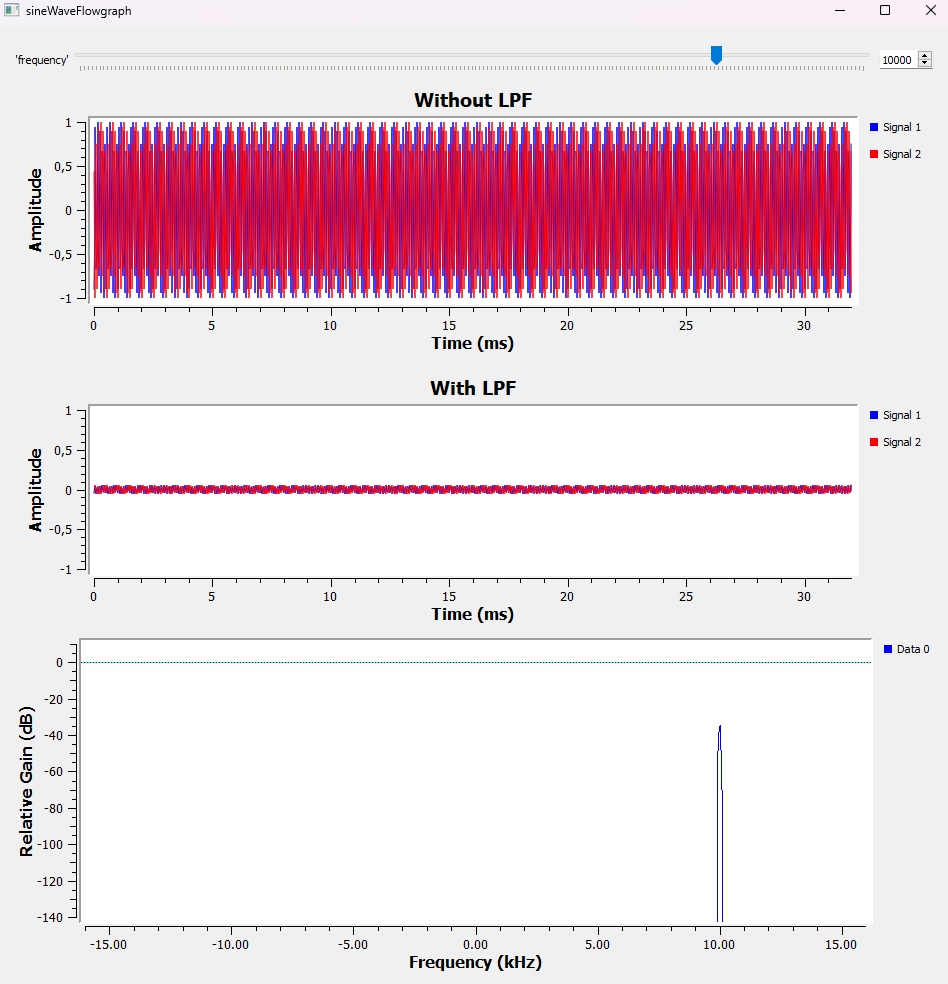 sineWaveFlowgraph
'frequency'
10000
Without LPF
1
0,5
0
-0,5
-1
Amplitude
Signal 1
Signal 2
0 5 10 15 20 25 30
Time (ms)
With LPF
1
0,5
0
-0,5
-1
Amplitude
Signal 1
Signal 2
0 5 10 15 20 25 30
Time (ms)
0
-20
-40
-60
-80
-100
-120
-140
Relative Gain (dB)
Data 0
-15.00 -10.00 -5.00 0.00 5.00 10.00 15.00
Frequency (kHz)